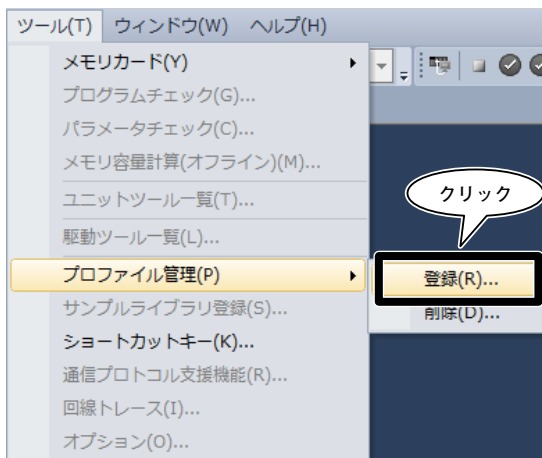 ツール(T) ウィンドウ(W) ヘルプ(H)
メモリカード(Y)
プログラムチェック(G)...
パラメータチェック(C)...
メモリ容量計算(オフライン)(M)...
ユニットツール一覧(T)...
駆動ツール一覧(L)...
プロファイル管理(P)
サンプルライブラリ登録(S)...
ショートカットキー(K)...
通信プロトコル支援機能(R)...
回線トレース(I)...
オプション(O)...
クリック
登録(R)...
削除(D)...